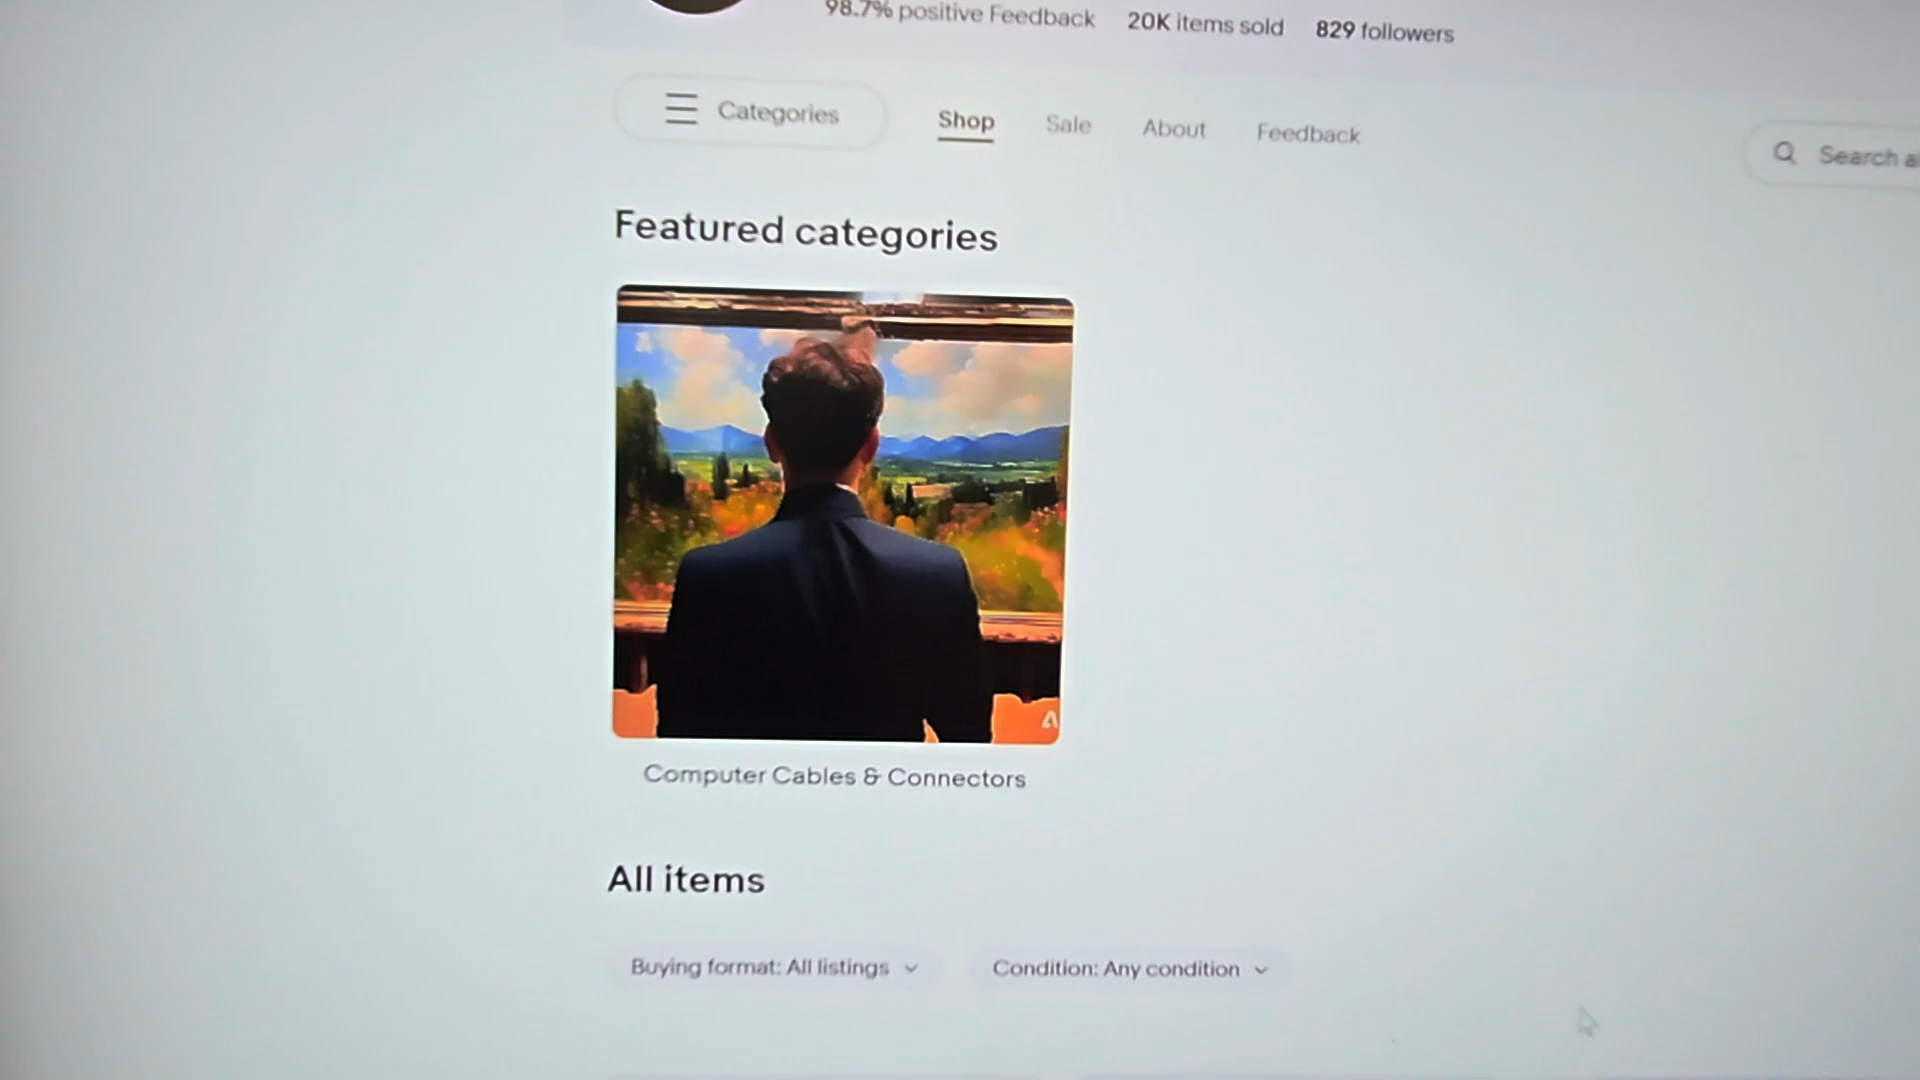 98.7% positive Feedback 20K items sold 829 followers
Categories Shop Sale About Feedback Search
Featured categories
Computer Cables & Connectors
All items
Buying format: All listings Condition: Any condition